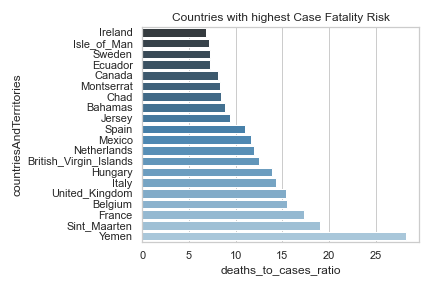 Countries with highest Case Fatality Risk
countriesAndTerritories
Ireland
Isle_of_Man
Sweden
Ecuador
Canada
Montserrat
Chad
Bahamas
Jersey
Spain
Mexico
Netherlands
British_Virgin_Islands
Hungary
Italy
United_Kingdom
Belgium
France
Sint_Maarten
Yemen
0 5 10 15 20 25
deaths_to_cases_ratio